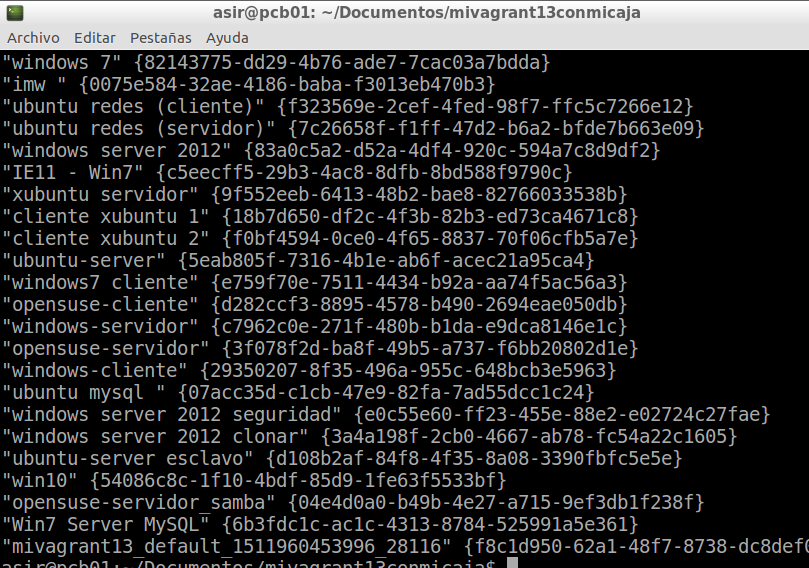 asir@pcb01: ~/Documentos/mivagrant13conmicaja
Archivo Editar Pestañas Ayuda
"windows 7" {82143775-dd29-4b76-ade7-7cac03a7bdda}
"imw " {0075e584-32ae-4186-baba-f3013eb470b3}
"ubuntu redes (cliente)" {f323569e-2cef-4fed-98f7-ffc5c7266e12}
"ubuntu redes (servidor)" {7c26658f-f1ff-47d2-b6a2-bfde7b663e09}
"windows server 2012" {83a0c5a2-d52a-4df4-920c-594a7c8d9df2}
"IE11 - Win7" {c5eecff5-29b3-4ac8-8dfb-8bd588f9790c}
"xubuntu servidor" {9f552eeb-6413-48b2-bae8-82766033538b}
"cliente xubuntu 1" {18b7d650-df2c-4f3b-82b3-ed73ca4671c8}
"cliente xubuntu 2" {f0bf4594-0ce0-4f65-8837-70f06cfb5a7e}
"ubuntu-server" {5eab805f-7316-4b1e-ab6f-acec21a95ca4}
"windows7 cliente" {e759f70e-7511-4434-b92a-aa74f5ac56a3}
"opensuse-cliente" {d282ccf3-8895-4578-b490-2694eae050db}
"windows-servidor" {c7962c0e-271f-480b-b1da-e9dca8146e1c}
"opensuse-servidor" {3f078f2d-ba8f-49b5-a737-f6bb20802d1e}
"windows-cliente" {29350207-8f35-496a-955c-648bcb3e5963}
"ubuntu mysql " {07acc35d-c1cb-47e9-82fa-7ad55dcc1c24}
"windows server 2012 seguridad" {e0c55e60-ff23-455e-88e2-e02724c27fae}
"windows server 2012 clonar" {3a4a198f-2cb0-4667-ab78-fc54a22c1605}
"ubuntu-server esclavo" {d108b2af-84f8-4f35-8a08-3390fbfc5e5e}
"win10" {54086c8c-1f10-4bdf-85d9-1fe63f5533bf}
"opensuse-servidor_samba" {04e4d0a0-b49b-4e27-a715-9ef3db1f238f}
"Win7 Server MySQL" {6b3fdc1c-ac1c-4313-8784-525991a5e361}
"mivagrant13_default_1511960453996_28116" {f8c1d950-62a1-48f7-8738-dc8def0
asir@pcb01:~/Documentos/mivagrant13conmicaja$